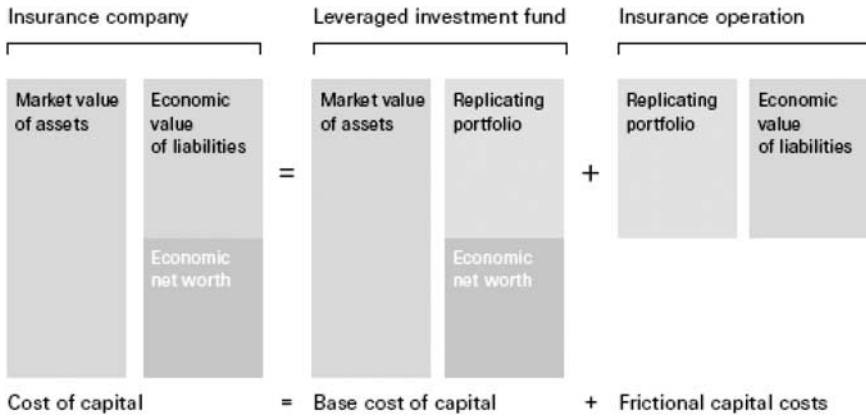 Insurance company
Leveraged investment fund
Insurance operation
Market value
of assets
Economic
value
of liabilities
Economic
net worth
=
Market value
of assets
Replicating
portfolio
Economic
net worth
+
Replicating
portfolio
Economic
value
of liabilities
Cost of capital = Base cost of capital + Frictional capital costs